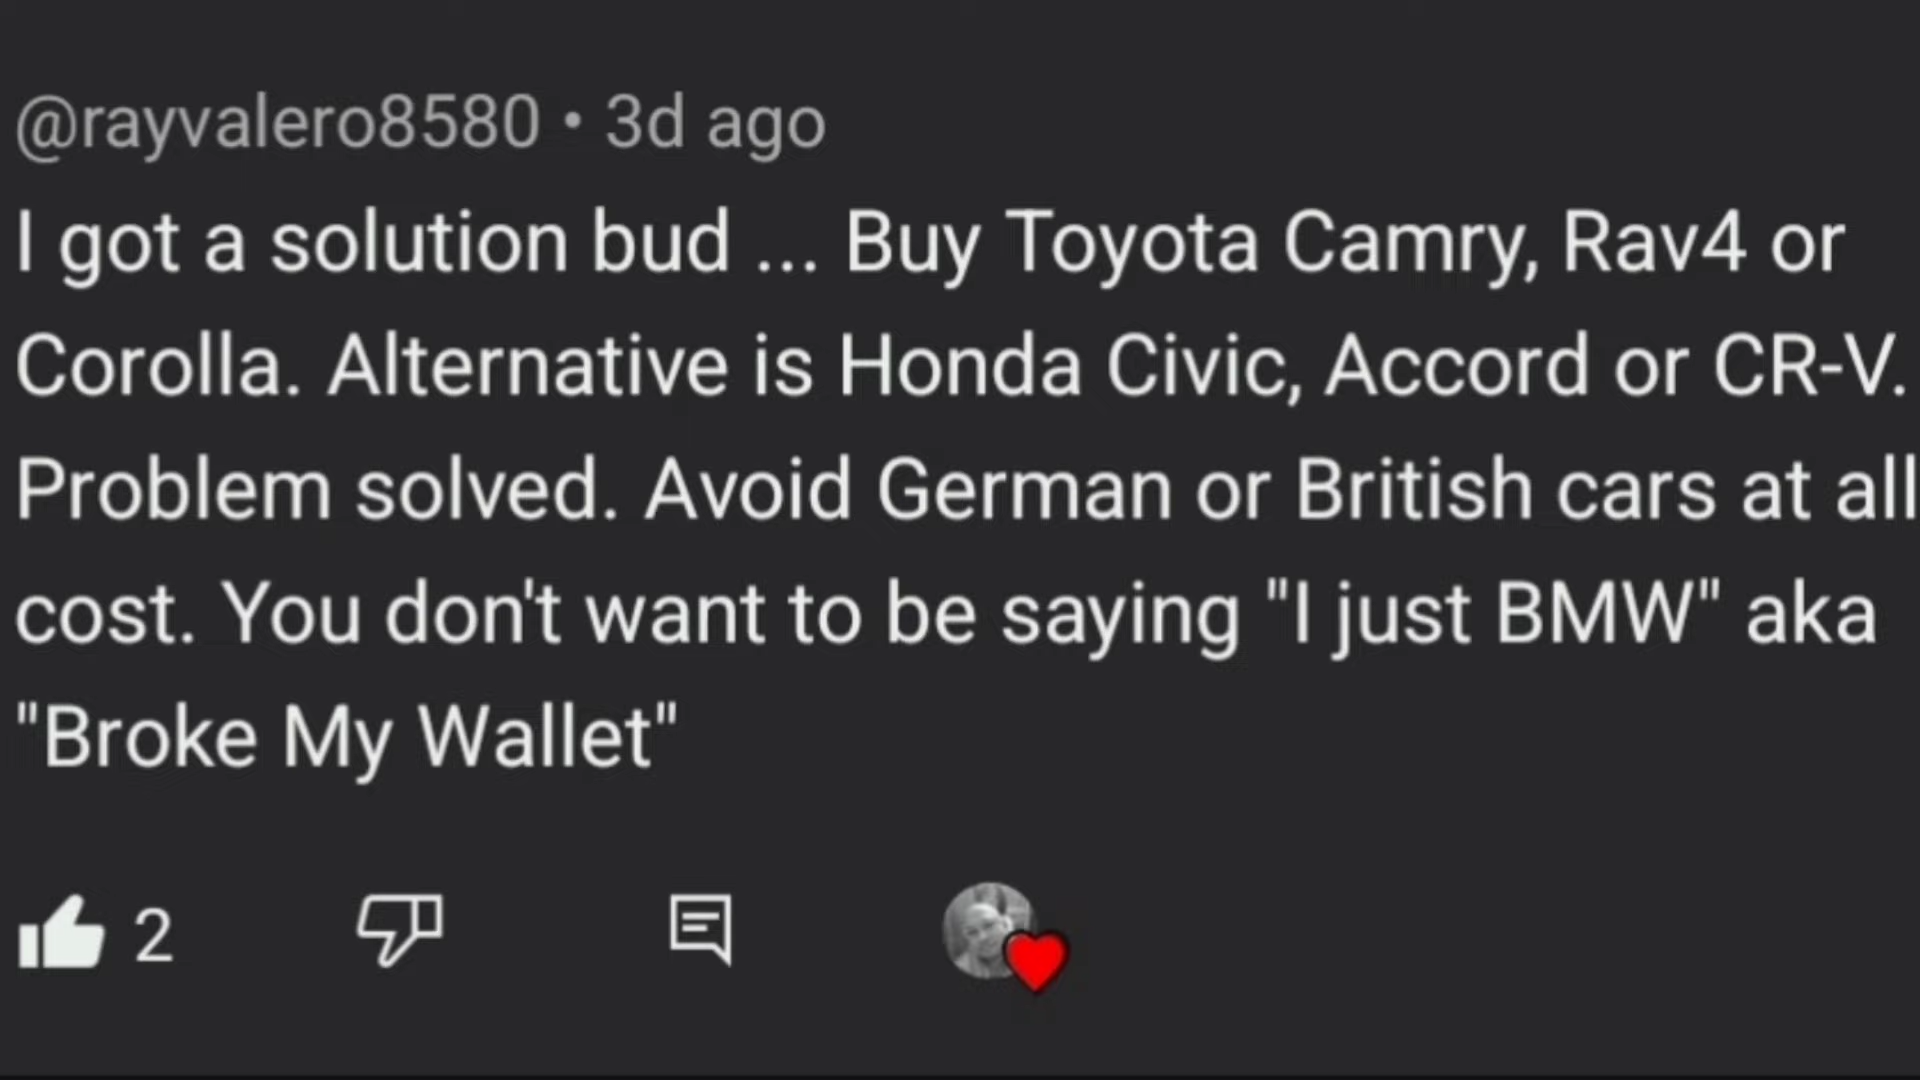 @rayvalero8580 • 3d ago
I got a solution bud ... Buy Toyota Camry, Rav4 or
Corolla. Alternative is Honda Civic, Accord or CR-V.
Problem solved. Avoid German or British cars at all
cost. You don't want to be saying "I just BMW" aka
"Broke My Wallet"
2